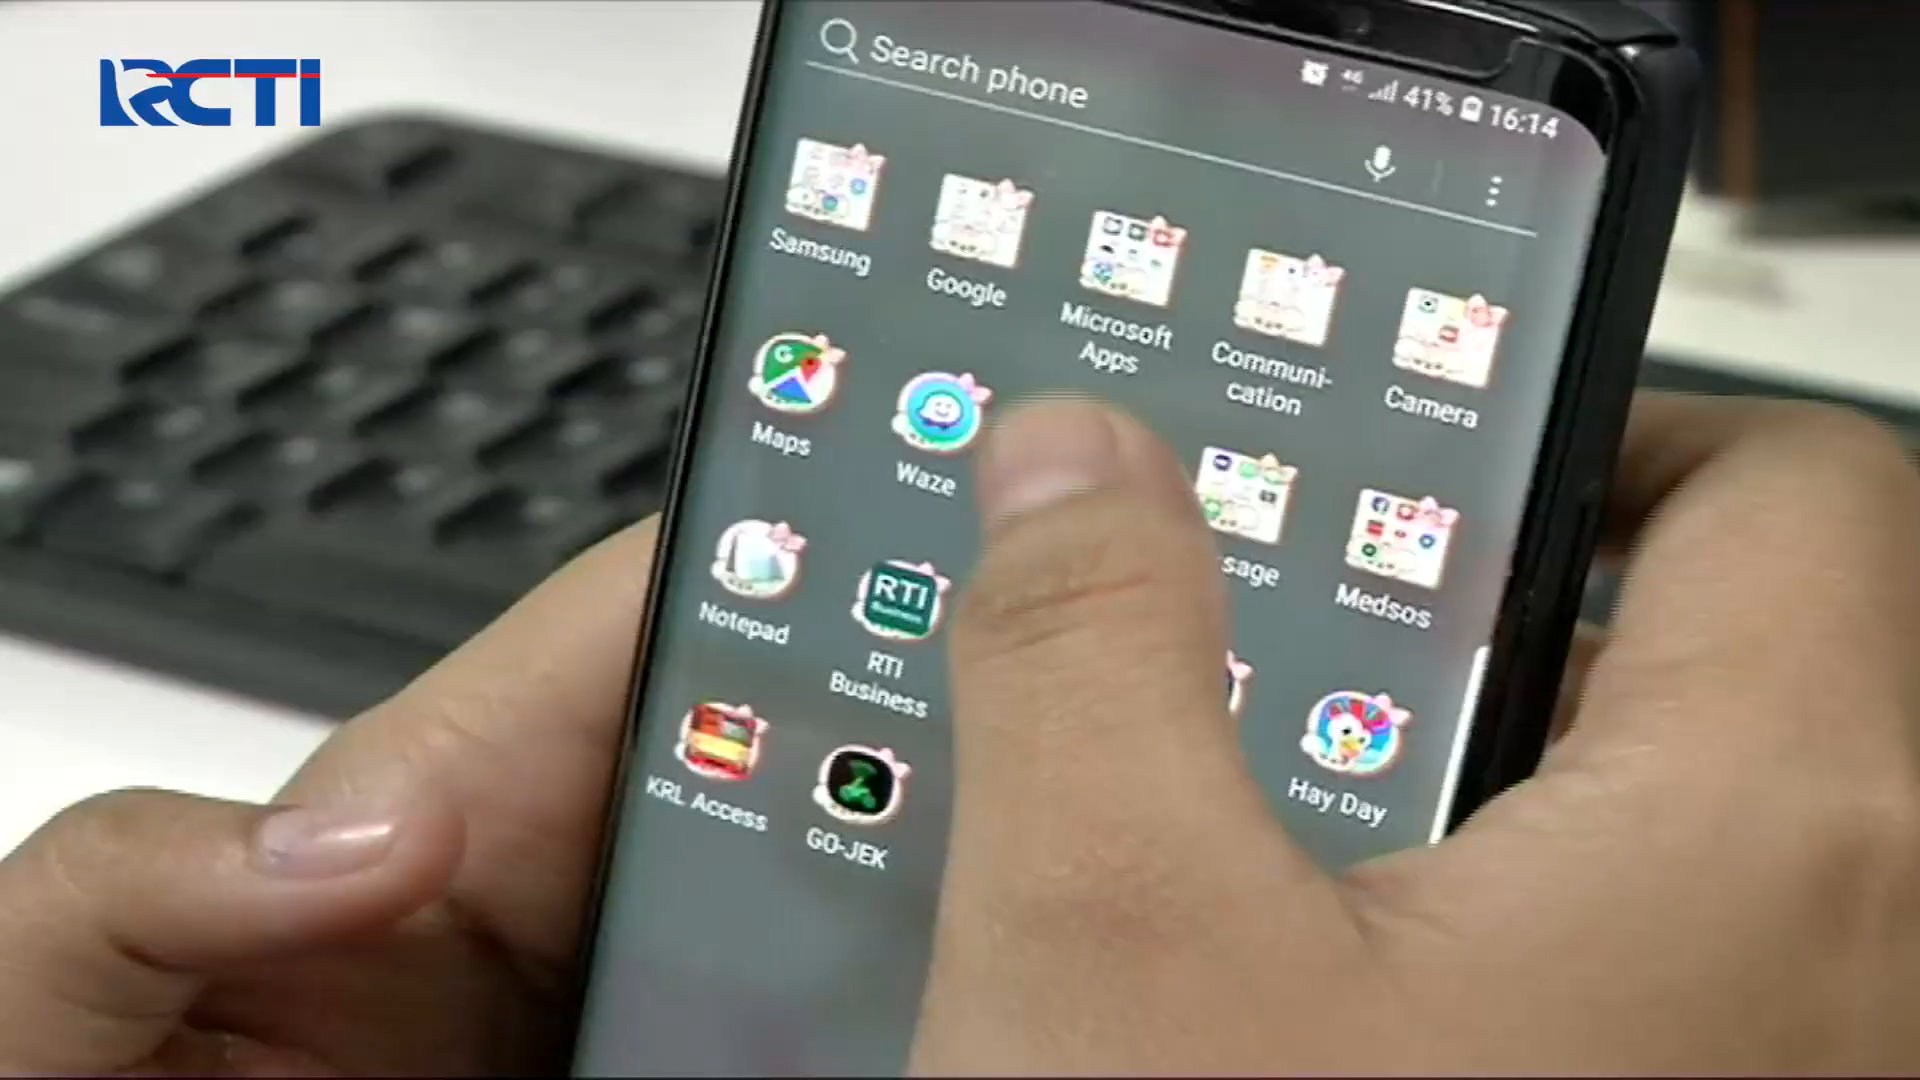 RCTI
Search phone
4G 41% 16:14
Samsung
Google
Microsoft
Apps
Communi-
cation
Camera
Maps
Waze
sage
Medsos
Notepad
RTI
Business
RTI
Business
Hay Day
KRL Access
GO-JEK